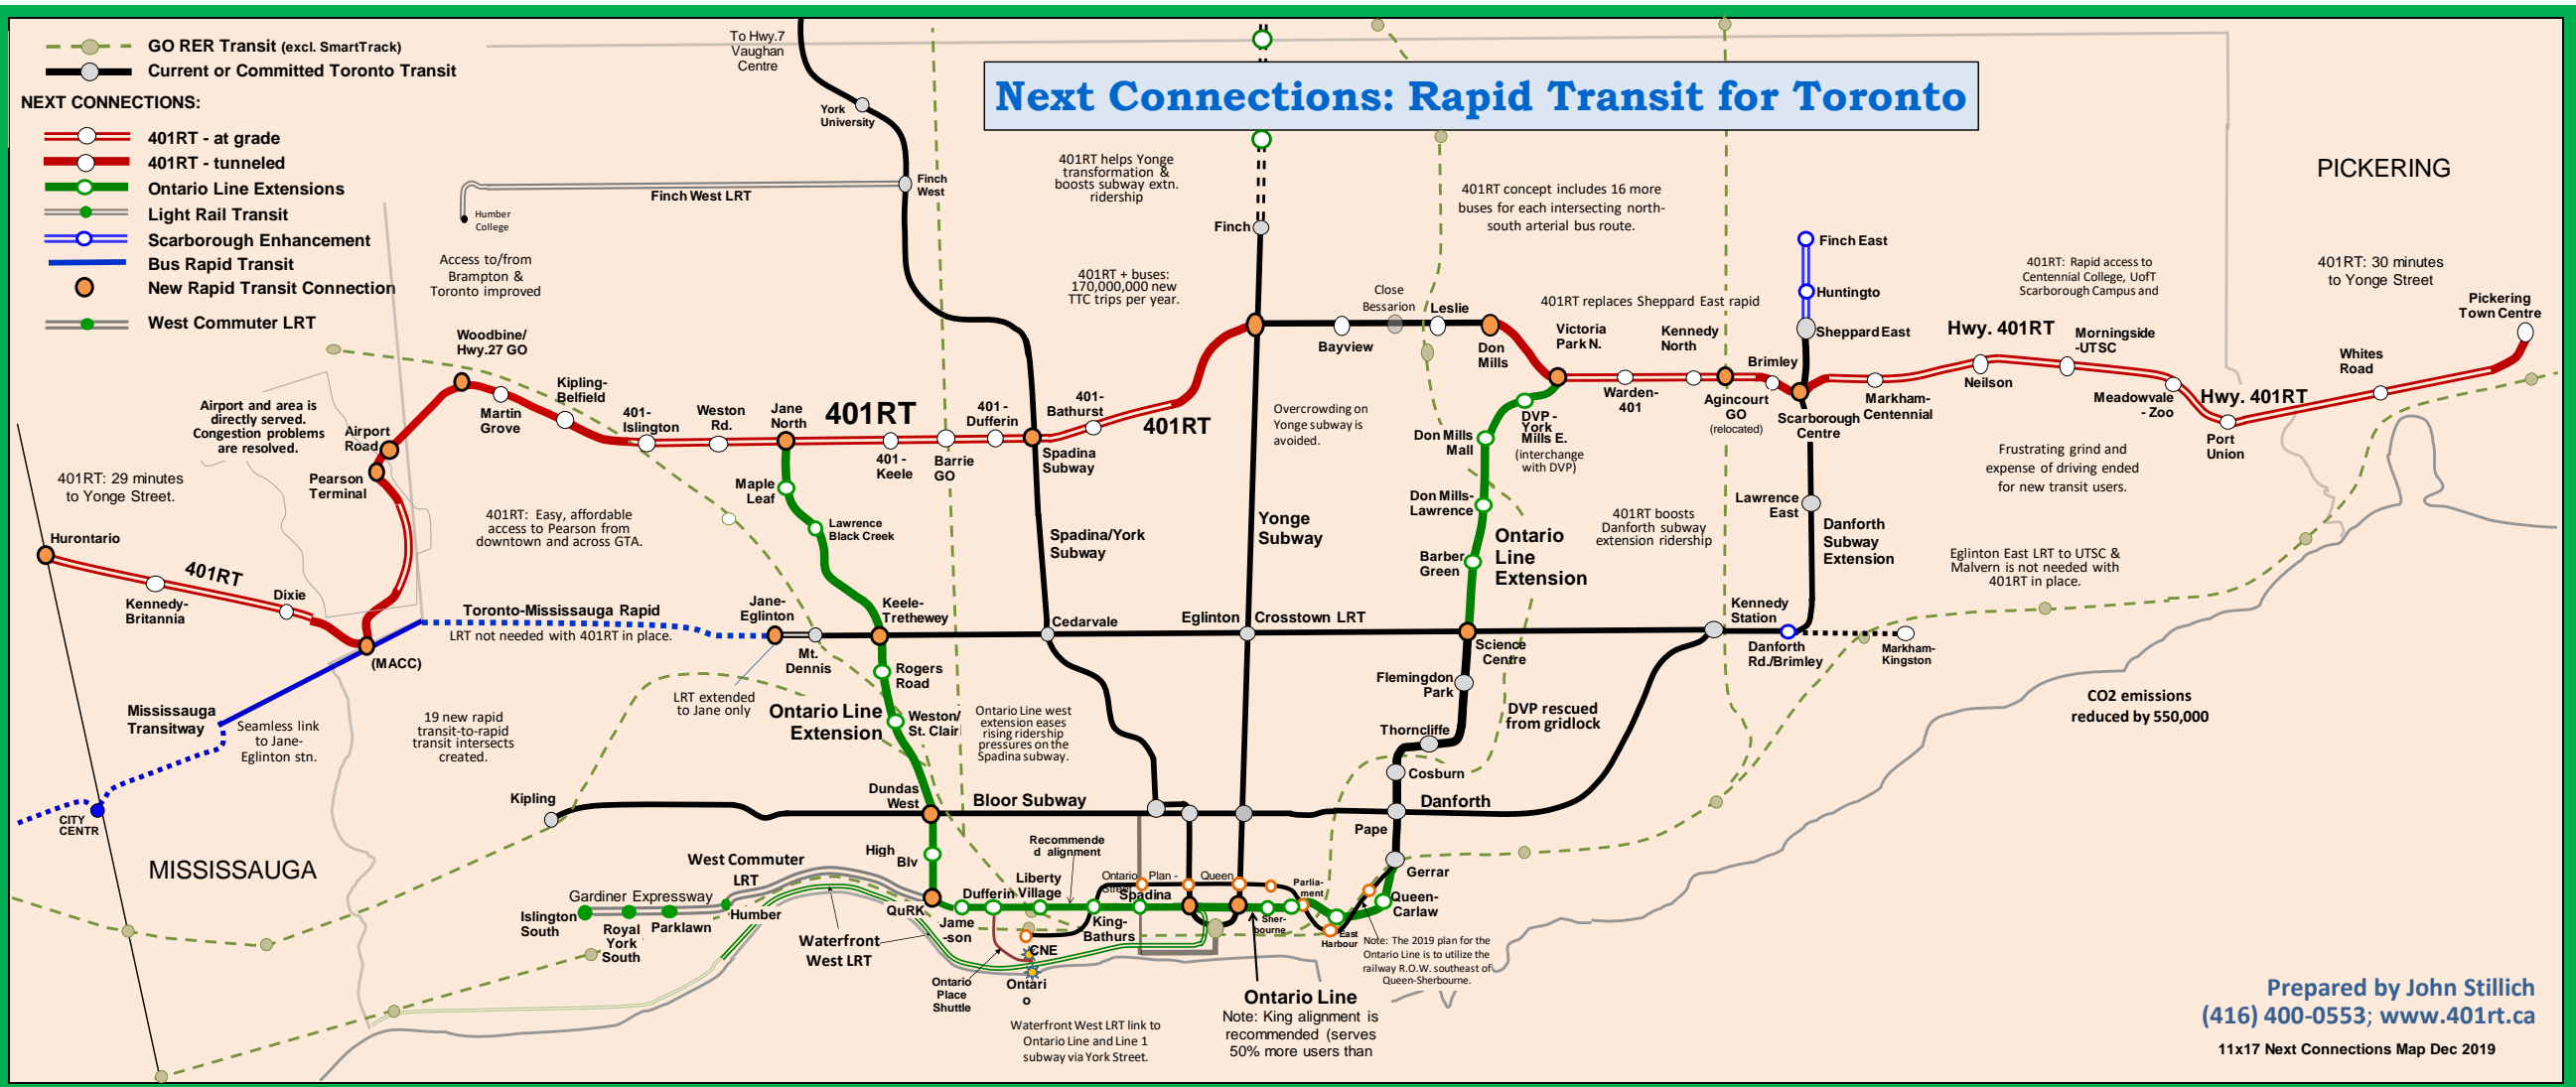 GO RER Transit (excl. SmartTrack)
Current or Committed Toronto Transit
NEXT CONNECTIONS:
401RT - at grade
401RT - tunneled
Ontario Line Extensions
Light Rail Transit
Scarborough Enhancement
Bus Rapid Transit
New Rapid Transit Connection
West Commuter LRT
Next Connections: Rapid Transit for Toronto
To Hwy.7
Vaughan
Centre
York
University
Finch
West
Finch West LRT
Humber
College
Access to/from
Brampton &
Toronto improved
401RT helps Yonge
transformation &
boosts subway extn.
ridership
401RT + buses:
170,000,000 new
TTC trips per year.
Finch
401RT concept includes 16 more
buses for each intersecting north-
south arterial bus route.
PICKERING
Finch East
Huntingto
Sheppard East
401RT: Rapid access to
Centennial College, UofT
Scarborough Campus and
401RT: 30 minutes
to Yonge Street
Pickering
Town Centre
Close
Bessarion
Leslie
Bayview
Don
Mills
401RT replaces Sheppard East rapid
Victoria
Park N.
Kennedy
North
Brimley
Hwy. 401RT
Morningside
-UTSC
Whites
Road
Neilson
Woodbine/
Hwy.27 GO
Martin
Grove
Kipling-
Belfield
401-
Islington
Weston
Rd.
Jane
North
401RT
401 -
Keele
Barrie
GO
401 -
Dufferin
401-
Bathurst
Spadina
Subway
401RT
Overcrowding on
Yonge subway is
avoided.
Warden-
401
Agincourt
GO
(relocated)
Scarborough
Centre
Markham-
Centennial
Meadowvale
- Zoo
Hwy. 401RT
Port
Union
Airport and area is
directly served.
Congestion problems
are resolved.
Airport
Road
Pearson
Terminal
401RT: 29 minutes
to Yonge Street.
401RT: Easy, affordable
access to Pearson from
downtown and across GTA.
Maple
Leaf
Lawrence
Black Creek
Spadina/York
Subway
Yonge
Subway
DVP -
York
Mills E.
(interchange
with DVP)
Don Mills
Mall
Don Mills-
Lawrence
Barber
Green
Ontario
Line
Extension
401RT boosts
Danforth subway
extension ridership
Lawrence
East
Danforth
Subway
Extension
Frustrating grind and
expense of driving ended
for new transit users.
Eglinton East LRT to UTSC &
Malvern is not needed with
401RT in place.
Hurontario
401RT
Kennedy-
Britannia
Dixie
(MACC)
Toronto-Mississauga Rapid
LRT not needed with 401RT in place.
Jane-
Eglinton
Mt.
Dennis
Keele-
Trethewey
Cedarvale
Eglinton
Crosstown LRT
Science
Centre
Kennedy
Station
Danforth
Rd./Brimley
Markham-
Kingston
LRT extended
to Jane only
Rogers
Road
Ontario Line
Extension
Weston/
St. Clair
Ontario Line west
extension eases
rising ridership
pressures on the
Spadina subway.
Flemingdon
Park
Thorncliffe
Cosburn
DVP rescued
from gridlock
CO2 emissions
reduced by 550,000
Mississauga
Transitway
Seamless link
to Jane-
Eglinton stn.
19 new rapid
transit-to-rapid
transit intersects
created.
CITY
CENTR
MISSISSAUGA
Kipling
Dundas
West
Bloor Subway
Danforth
Pape
Gerrar
Queen-
Carlaw
High
Blv
QuRK
West Commuter
LRT
Gardiner Expressway
Islington
South
Royal
York
South
Parklawn
Humber
Waterfront
West LRT
Dufferin
Jame
-son
Liberty
Village
Recommende
d alignment
King-
Bathurs
Ontario
Street
Plan -
Queen
Spadina
Parlia-
ment
Sher-
bourne
East
Harbour
CNE
Ontari
o
Ontario
Place
Shuttle
Waterfront West LRT link to
Ontario Line and Line 1
subway via York Street.
Ontario Line
Note: King alignment is
recommended (serves
50% more users than
Note: The 2019 plan for the
Ontario Line is to utilize the
railway R.O.W. southeast of
Queen-Sherbourne.
Prepared by John Stillich
(416) 400-0553; www.401rt.ca
11x17 Next Connections Map Dec 2019